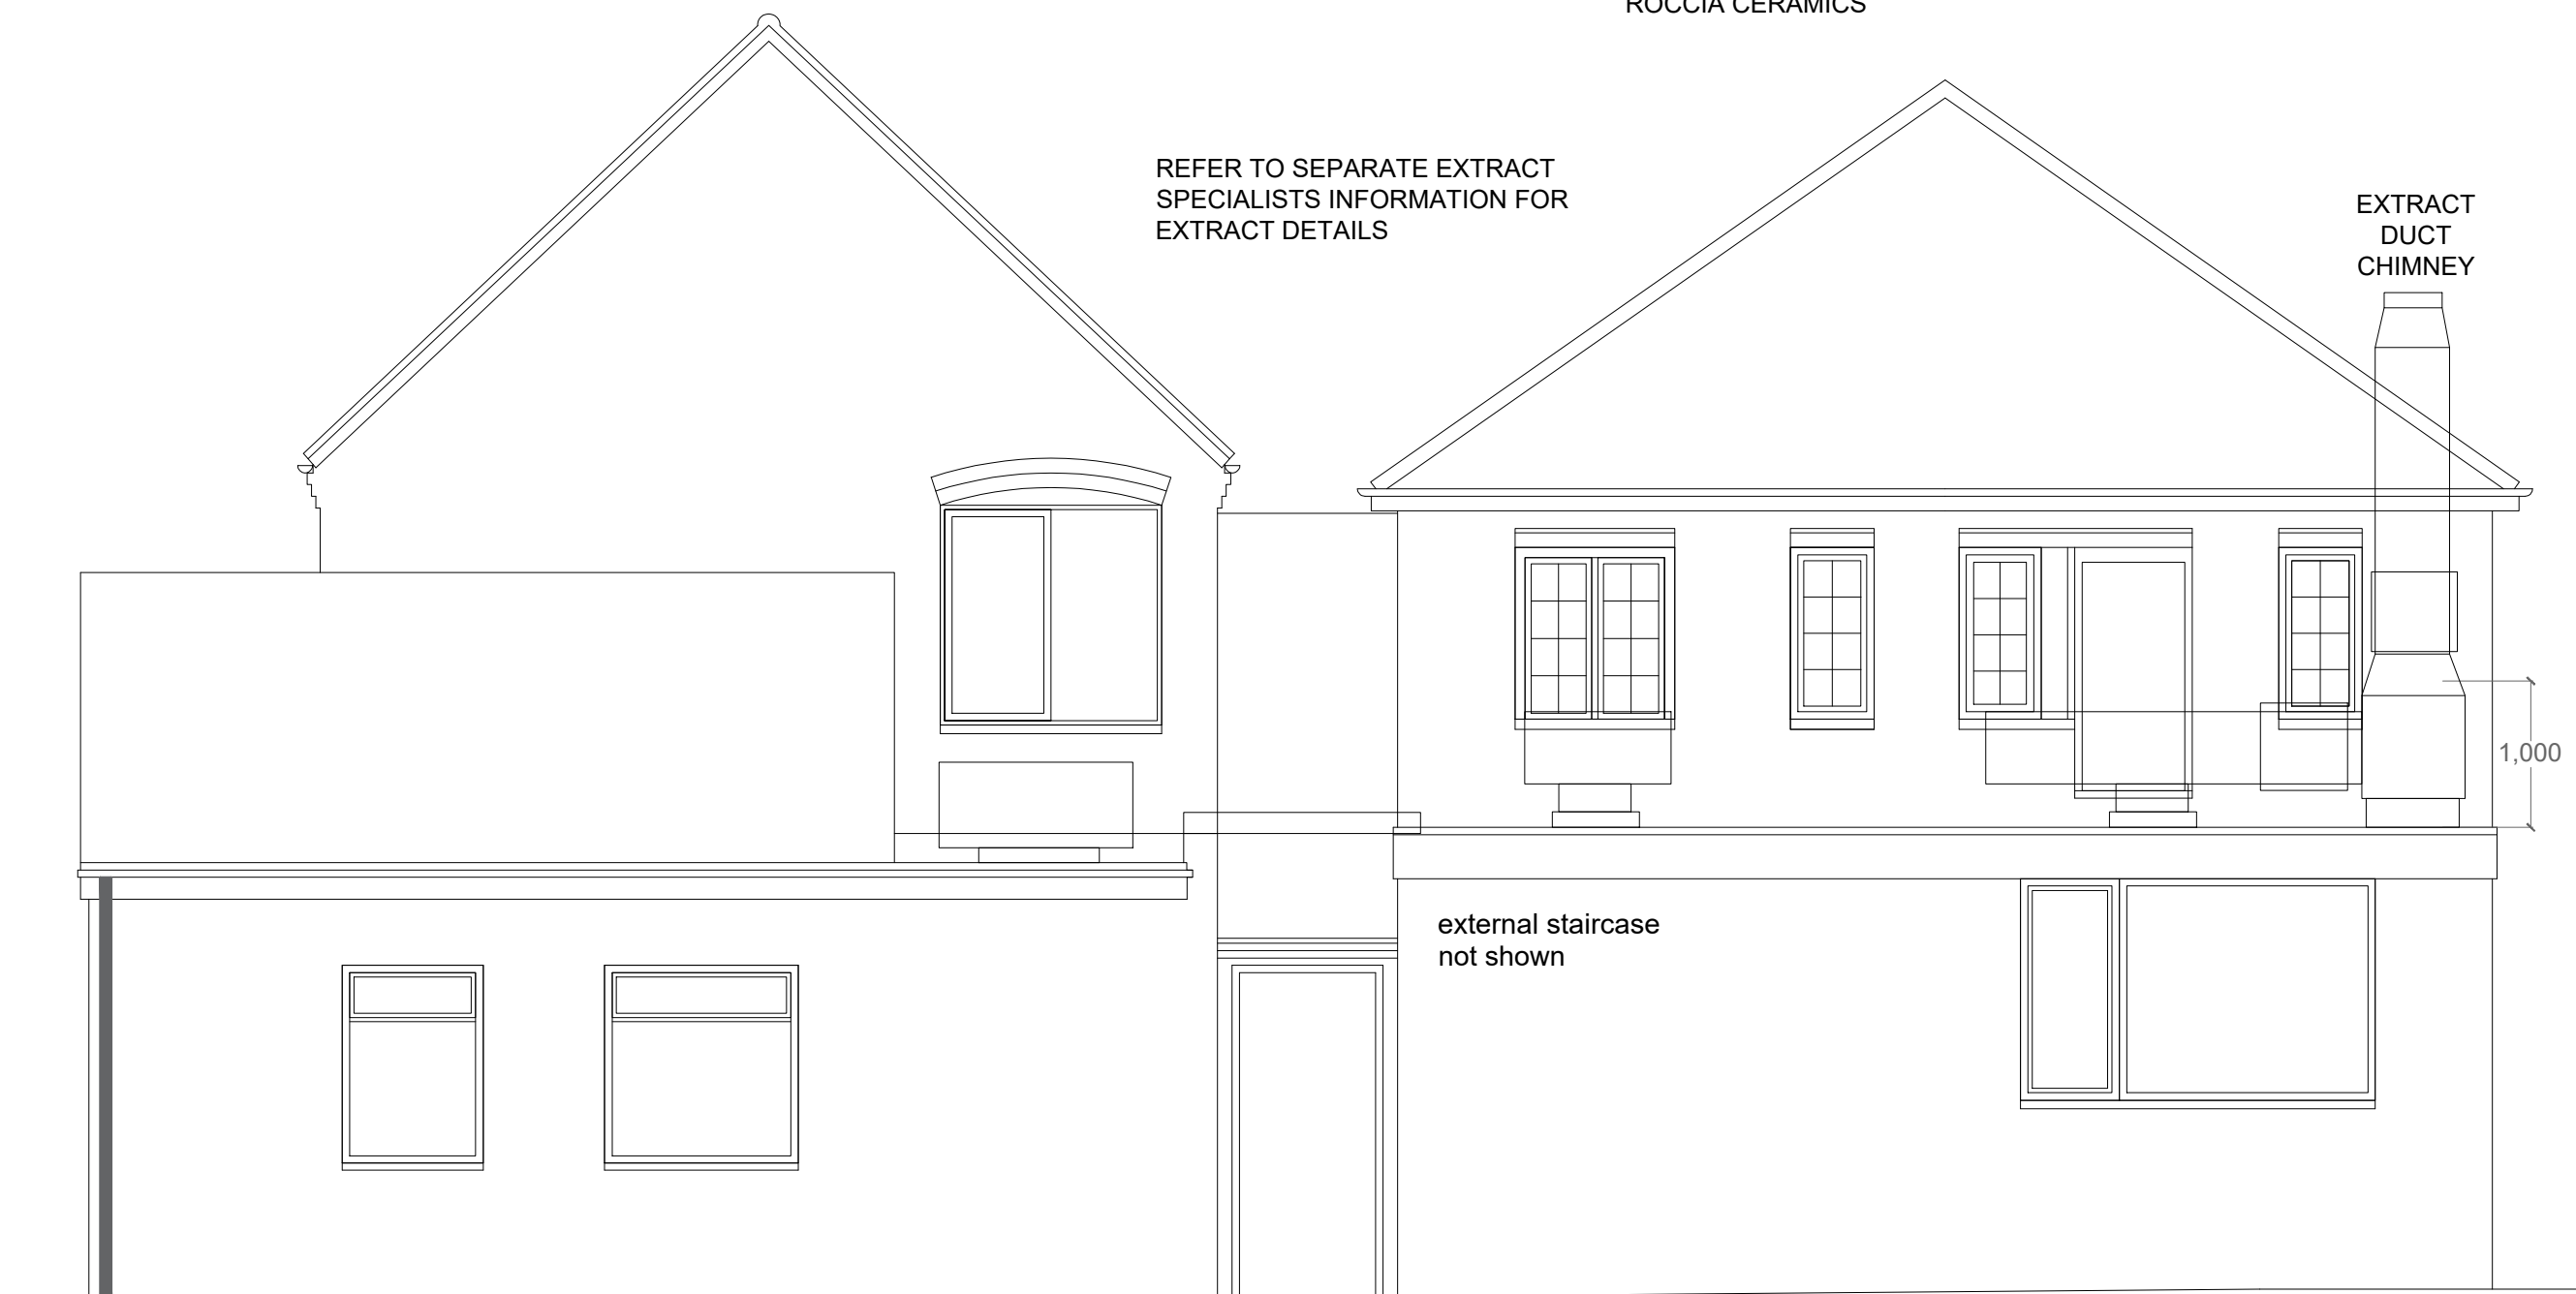 ROCCIA CERAMICS
REFER TO SEPARATE EXTRACT
SPECIALISTS INFORMATION FOR
EXTRACT DETAILS
EXTRACT
DUCT
CHIMNEY
1,000
external staircase
not shown